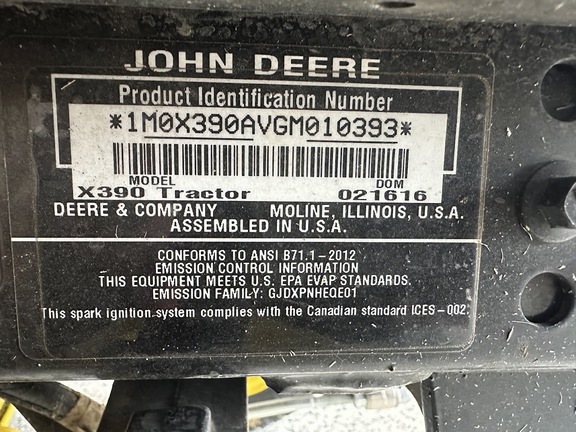 JOHN DEERE
Product Identification Number
*1M0X390AVGM010393*
MODEL DOM
X390 Tractor 021616
DEERE & COMPANY MOLINE, ILLINOIS, U.S.A.
ASSEMBLED IN U.S.A.
CONFORMS TO ANSI B71.1-2012
EMISSION CONTROL INFORMATION
THIS EQUIPMENT MEETS U.S. EPA EVAP STANDARDS.
EMISSION FAMILY: GJDXPNHEQE01
This spark ignition system complies with the Canadian standard ICES-002.